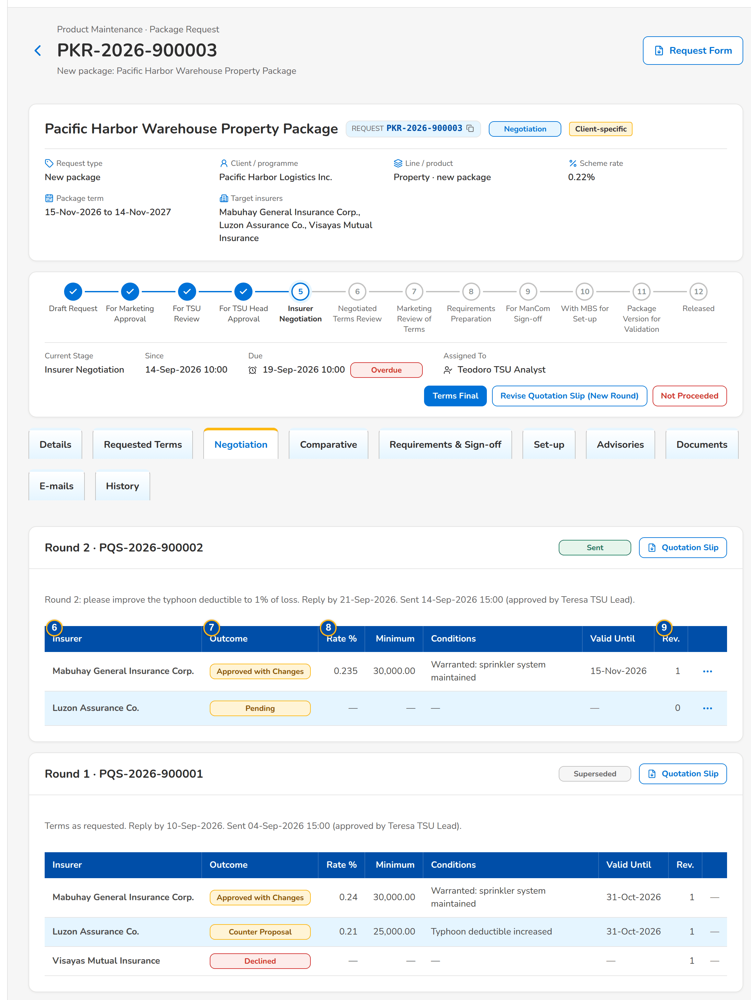 Product Maintenance · Package Request
PKR-2026-900003
New package: Pacific Harbor Warehouse Property Package
Request Form
Pacific Harbor Warehouse Property Package
REQUEST PKR-2026-900003
Negotiation
Client-specific
Request type
New package
Client / programme
Pacific Harbor Logistics Inc.
Line / product
Property · new package
Scheme rate
0.22%
Package term
15-Nov-2026 to 14-Nov-2027
Target insurers
Mabuhay General Insurance Corp.,
Luzon Assurance Co., Visayas Mutual
Insurance
Draft Request
For Marketing
Approval
For TSU
Review
For TSU Head
Approval
5
Insurer
Negotiation
6
Negotiated
Terms Review
7
Marketing
Review of
Terms
8
Requirements
Preparation
9
For ManCom
Sign-off
10
With MBS for
Set-up
11
Package
Version for
Validation
12
Released
Current Stage
Insurer Negotiation
Since
14-Sep-2026 10:00
Due
19-Sep-2026 10:00
Overdue
Assigned To
Teodoro TSU Analyst
Terms Final
Revise Quotation Slip (New Round)
Not Proceeded
Details
Requested Terms
Negotiation
Comparative
Requirements & Sign-off
Set-up
Advisories
Documents
E-mails
History
Round 2 · PQS-2026-900002
Sent
Quotation Slip
Round 2: please improve the typhoon deductible to 1% of loss. Reply by 21-Sep-2026. Sent 14-Sep-2026 15:00 (approved by Teresa TSU Lead).
6 7 8 9
Insurer Outcome Rate % Minimum Conditions Valid Until Rev.
Mabuhay General Insurance Corp. Approved with Changes 0.235 30,000.00 Warranted: sprinkler system
maintained 15-Nov-2026 1 •••
Luzon Assurance Co. Pending — — — — 0 •••
Round 1 · PQS-2026-900001
Superseded
Quotation Slip
Terms as requested. Reply by 10-Sep-2026. Sent 04-Sep-2026 15:00 (approved by Teresa TSU Lead).
Insurer Outcome Rate % Minimum Conditions Valid Until Rev.
Mabuhay General Insurance Corp. Approved with Changes 0.24 30,000.00 Warranted: sprinkler system
maintained 31-Oct-2026 1 —
Luzon Assurance Co. Counter Proposal 0.21 25,000.00 Typhoon deductible increased 31-Oct-2026 1 —
Visayas Mutual Insurance Declined — — — — 1 —